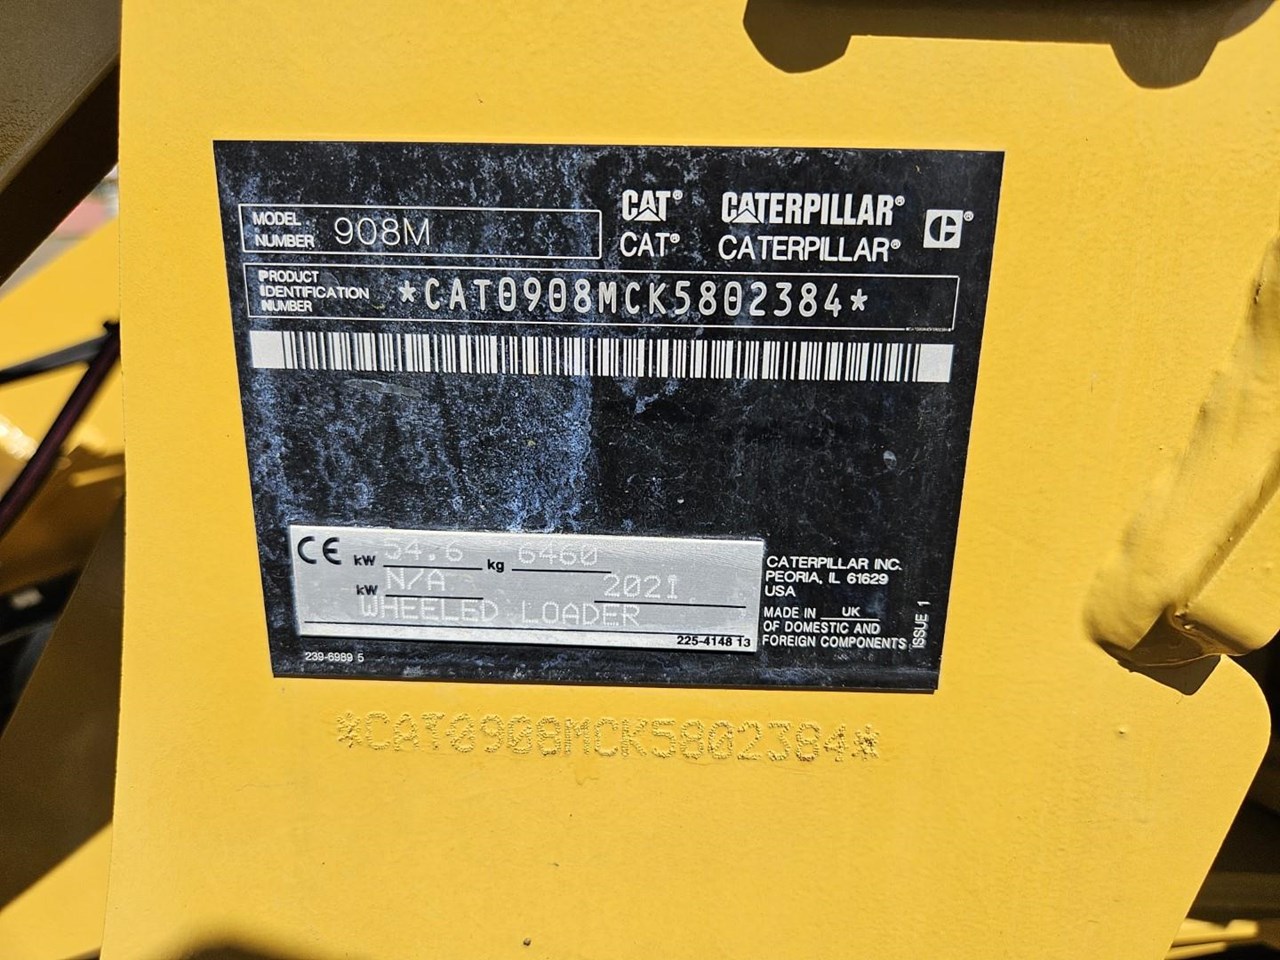 CAT® CATERPILLAR® ®
MODEL NUMBER 908M
CAT® CATERPILLAR®
PRODUCT IDENTIFICATION NUMBER *CAT0908MCK5802384*
CE kW 54.6 kg 6460
kW N/A 2021
WHEELED LOADER
225-4148 13
239-6989 5
CATERPILLAR INC.
PEORIA, IL 61629
USA
MADE IN UK
OF DOMESTIC AND
FOREIGN COMPONENTS
ISSUE 1
*CAT0908MCK5802384*